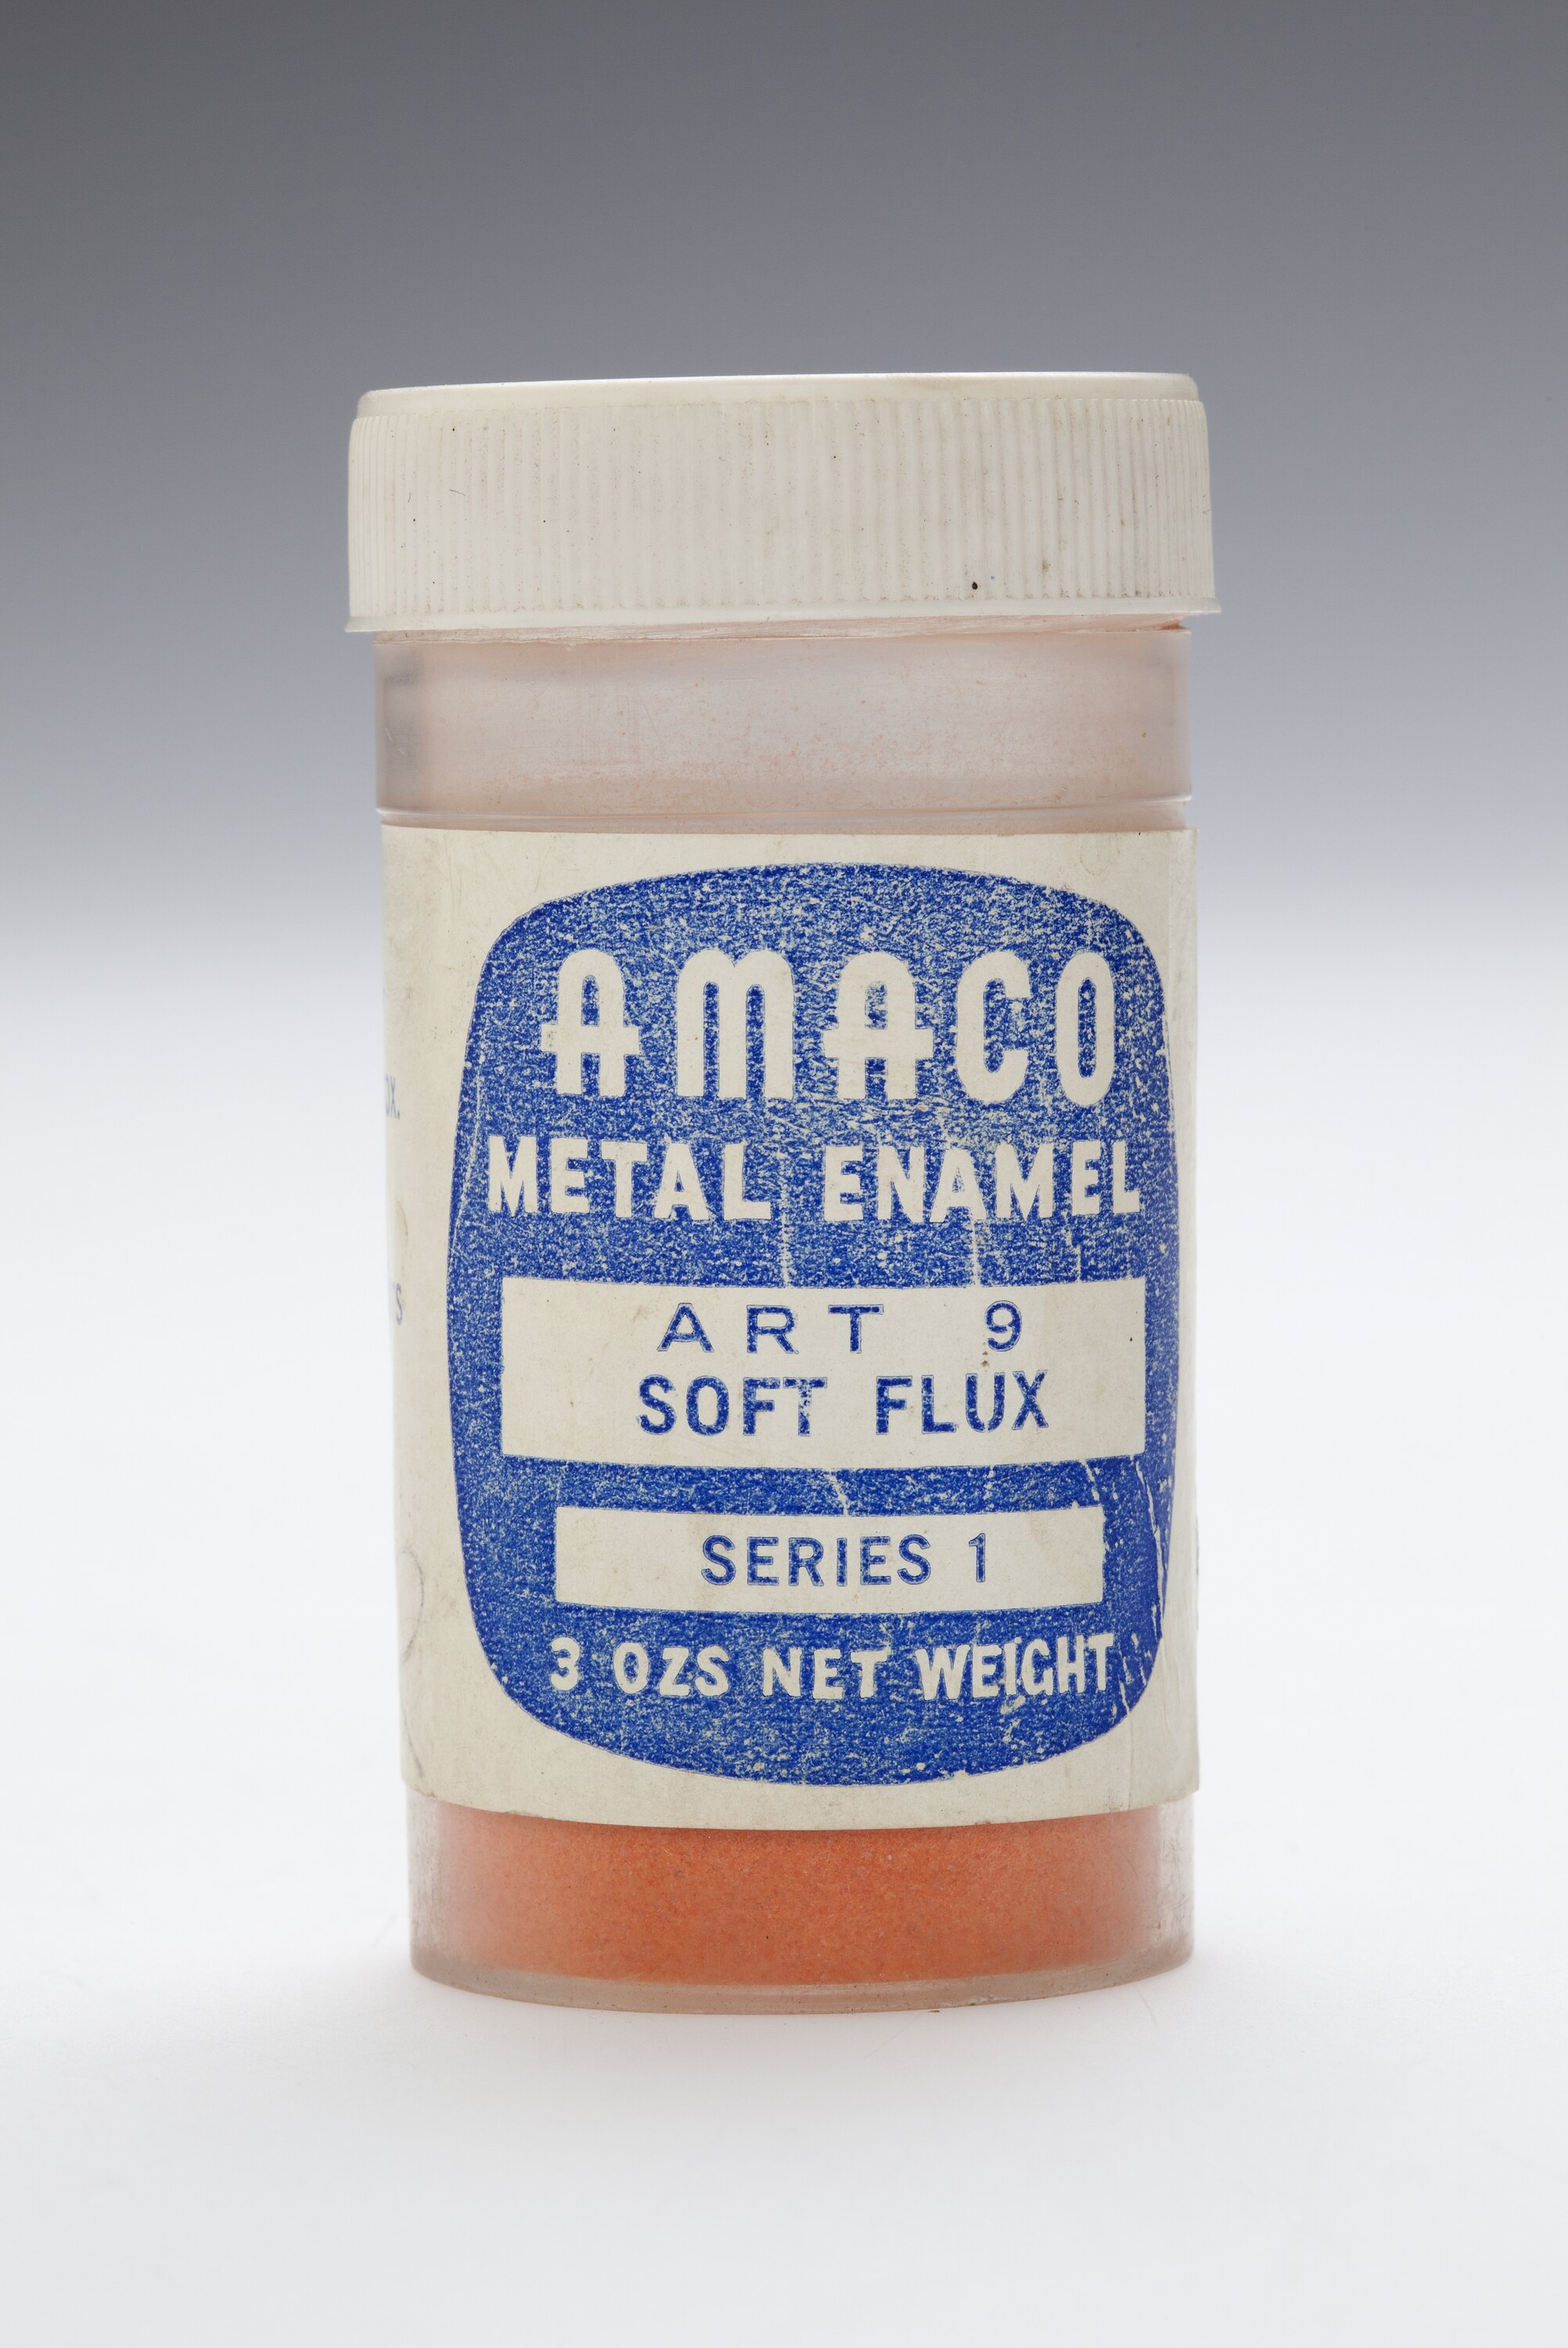 AMACO
METAL ENAMEL
ART 9
SOFT FLUX
SERIES 1
3 OZS NET WEIGHT